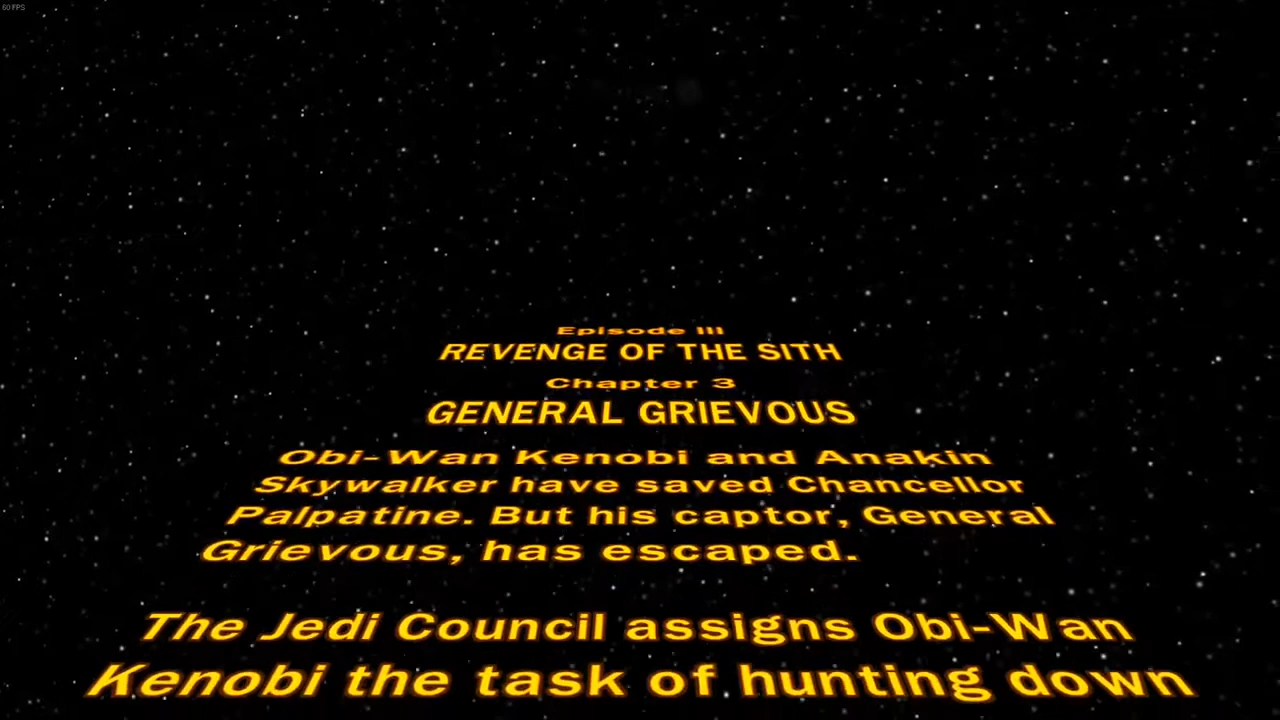 60 FPS
Episode III
REVENGE OF THE SITH
Chapter 3
GENERAL GRIEVOUS
Obi-Wan Kenobi and Anakin
Skywalker have saved Chancellor
Palpatine. But his captor, General
Grievous, has escaped.
The Jedi Council assigns Obi-Wan
Kenobi the task of hunting down